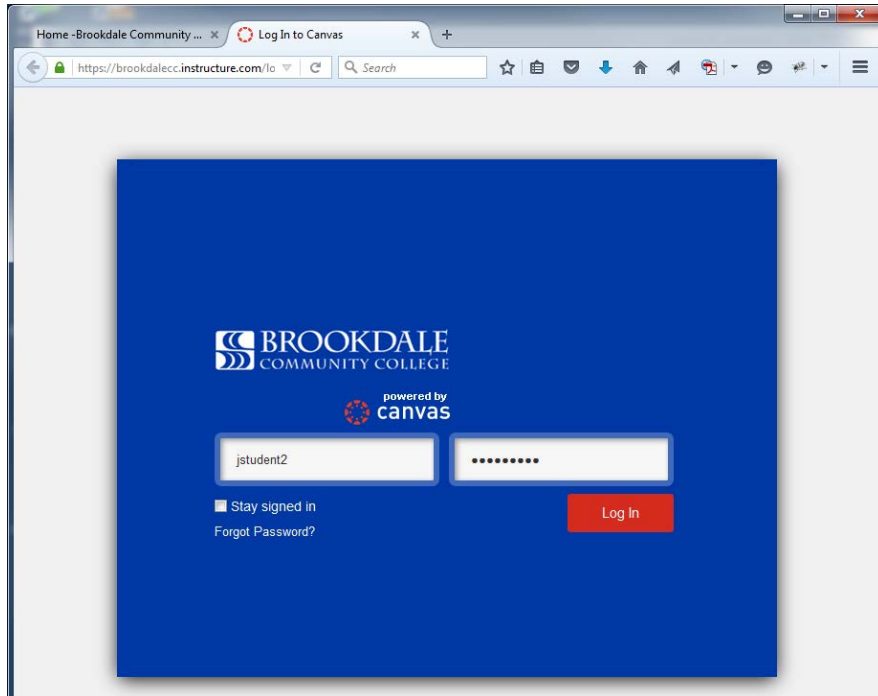 Home -Brookdale Community ... × Log In to Canvas × +
https://brookdalecc.instructure.com/lo Search
BROOKDALE
COMMUNITY COLLEGE
powered by
canvas
jstudent2 •••••••••
Stay signed in
Log In
Forgot Password?